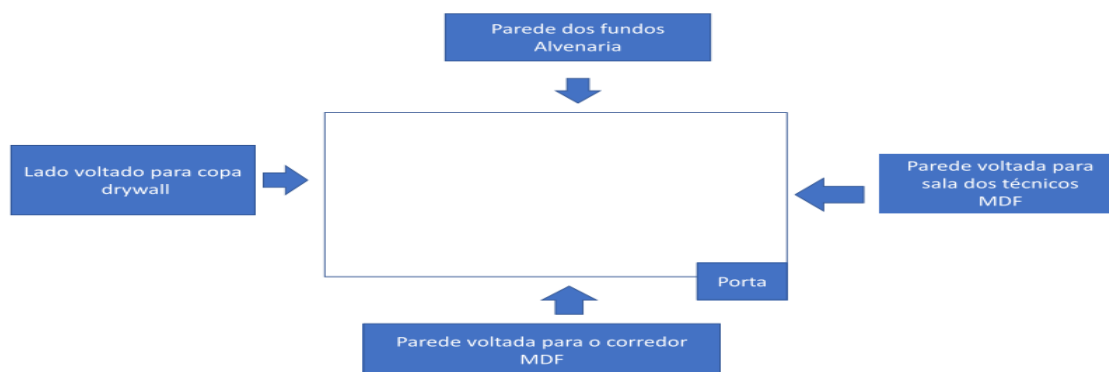 Parede dos fundos
Alvenaria
Lado voltado para copa
drywall
Parede voltada para
sala dos técnicos
MDF
Porta
Parede voltada para o corredor
MDF